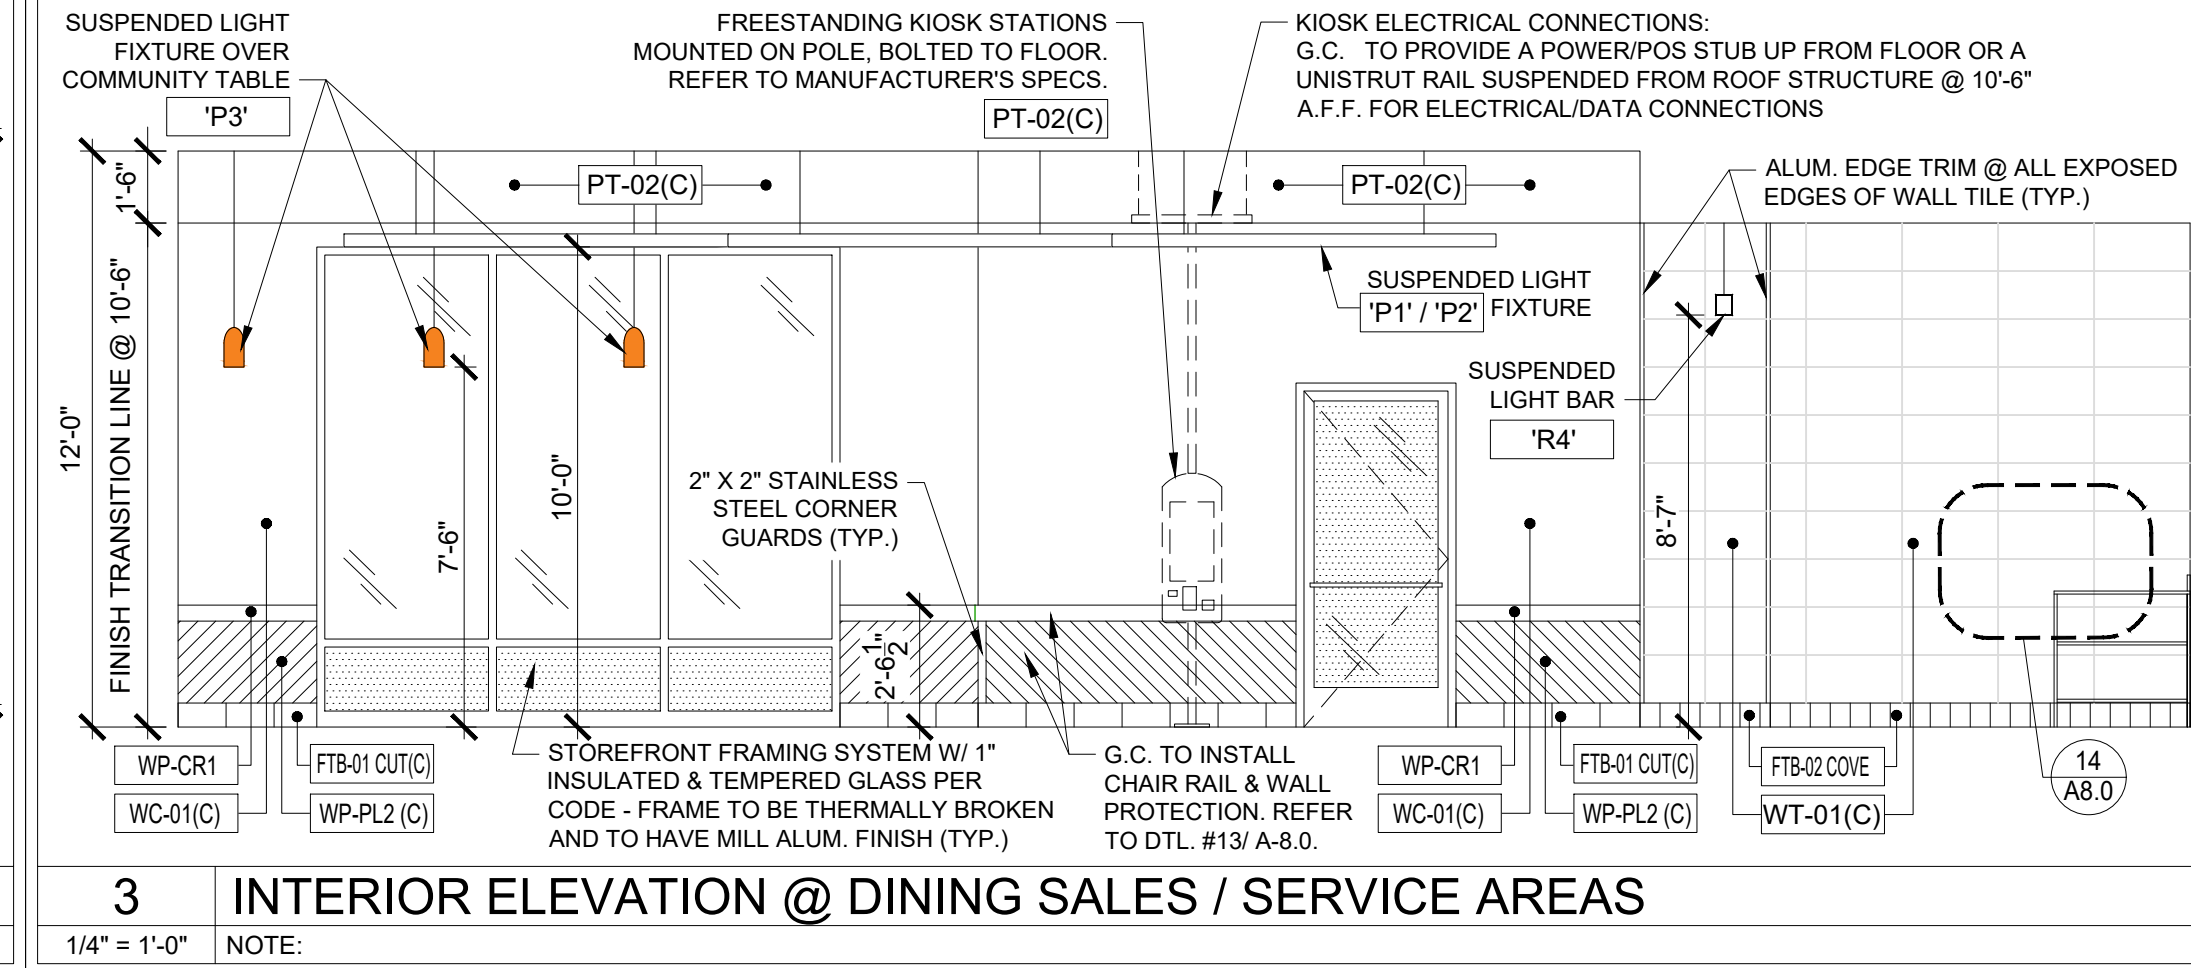 SUSPENDED LIGHT
FIXTURE OVER
COMMUNITY TABLE
'P3'
FREESTANDING KIOSK STATIONS
MOUNTED ON POLE, BOLTED TO FLOOR.
REFER TO MANUFACTURER'S SPECS.
PT-02(C)
KIOSK ELECTRICAL CONNECTIONS:
G.C. TO PROVIDE A POWER/POS STUB UP FROM FLOOR OR A
UNISTRUT RAIL SUSPENDED FROM ROOF STRUCTURE @ 10'-6"
A.F.F. FOR ELECTRICAL/DATA CONNECTIONS
ALUM. EDGE TRIM @ ALL EXPOSED
EDGES OF WALL TILE (TYP.)
1'-6"
PT-02(C)
PT-02(C)
12'-0"
FINISH TRANSITION LINE @ 10'-6"
SUSPENDED LIGHT
'P1' / 'P2' FIXTURE
SUSPENDED
LIGHT BAR
'R4'
7'-6"
10'-0"
2" X 2" STAINLESS
STEEL CORNER
GUARDS (TYP.)
8'-7"
2'-6 1/2"
WP-CR1
FTB-01 CUT(C)
WC-01(C)
WP-PL2 (C)
STOREFRONT FRAMING SYSTEM W/ 1"
INSULATED & TEMPERED GLASS PER
CODE - FRAME TO BE THERMALLY BROKEN
AND TO HAVE MILL ALUM. FINISH (TYP.)
G.C. TO INSTALL
CHAIR RAIL & WALL
PROTECTION. REFER
TO DTL. #13/ A-8.0.
WP-CR1
FTB-01 CUT(C)
WC-01(C)
WP-PL2 (C)
FTB-02 COVE
WT-01(C)
14
A8.0
3
INTERIOR ELEVATION @ DINING SALES / SERVICE AREAS
1/4" = 1'-0"
NOTE: